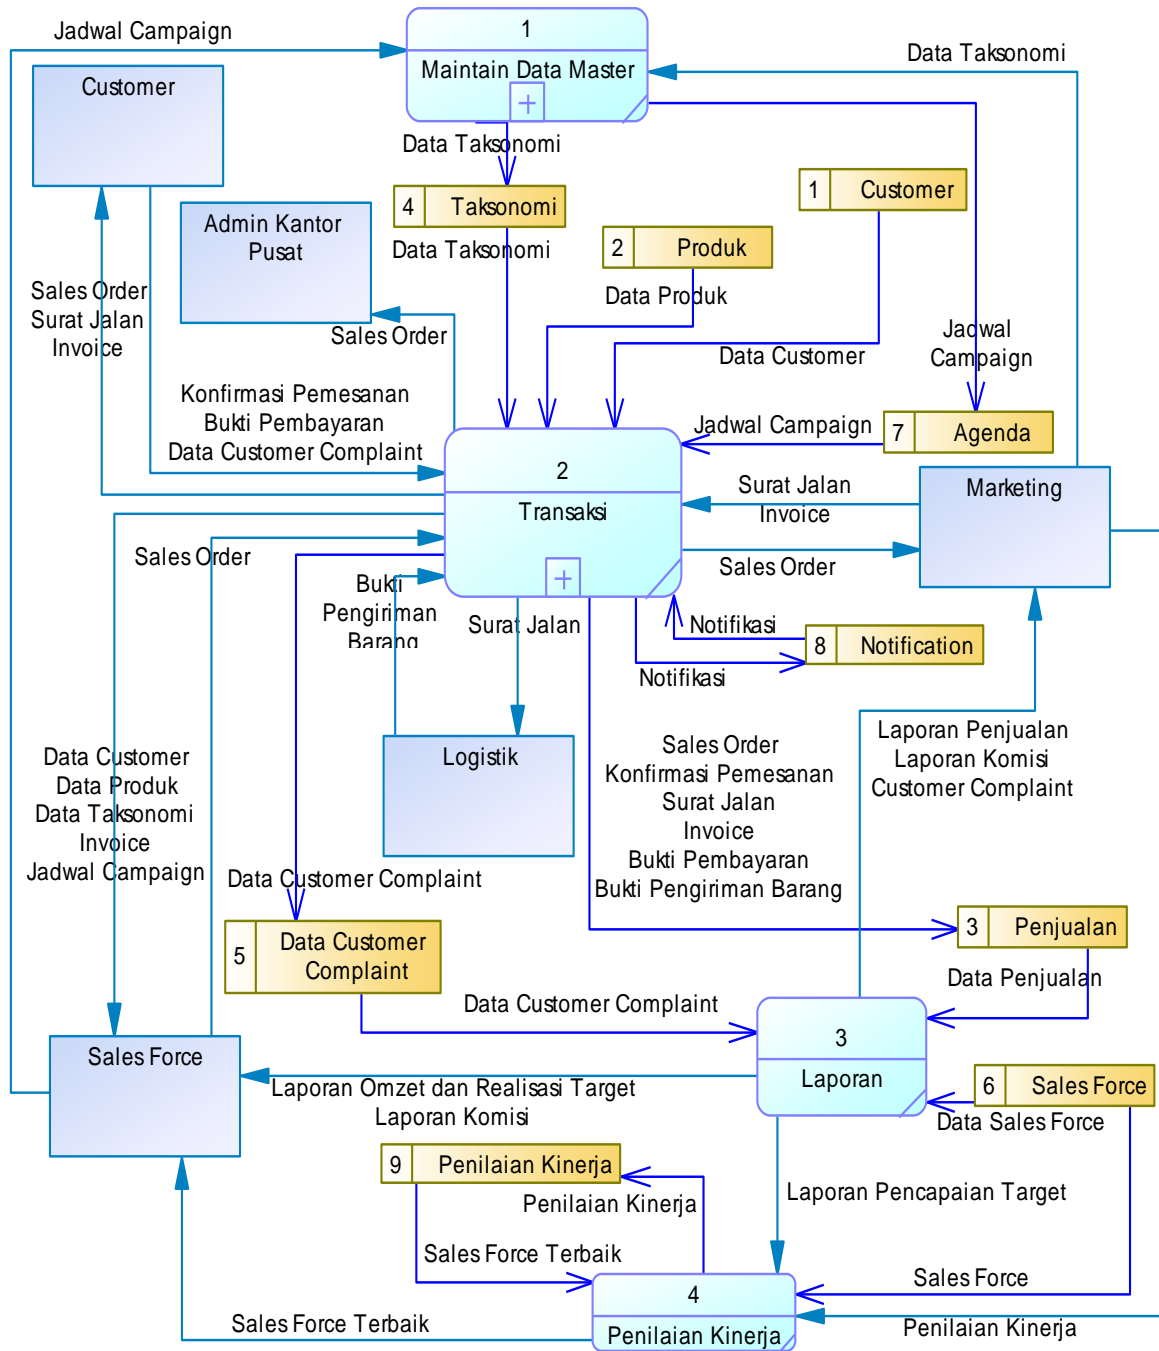 Jadwal Campaign
1
Maintain Data Master
Data Taksonomi
Customer
Data Taksonomi
4 Taksonomi
Data Taksonomi
1 Customer
Admin Kantor
Pusat
2 Produk
Data Produk
Sales Order
Surat Jalan
Invoice
Sales Order
Data Customer
Jadwal
Campaign
Konfirmasi Pemesanan
Bukti Pembayaran
Data Customer Complaint
Jadwal Campaign
7 Agenda
2
Transaksi
Surat Jalan
Invoice
Marketing
Sales Order
Sales Order
Bukti
Pengiriman
Barang
Surat Jalan
Notifikasi
8 Notification
Notifikasi
Data Customer
Data Produk
Data Taksonomi
Invoice
Jadwal Campaign
Logistik
Sales Order
Konfirmasi Pemesanan
Surat Jalan
Invoice
Bukti Pembayaran
Bukti Pengiriman Barang
Laporan Penjualan
Laporan Komisi
Customer Complaint
Data Customer Complaint
5 Data Customer
Complaint
3 Penjualan
Data Penjualan
Data Customer Complaint
3
Laporan
Sales Force
Laporan Omzet dan Realisasi Target
Laporan Komisi
6 Sales Force
Data Sales Force
9 Penilaian Kinerja
Penilaian Kinerja
Laporan Pencapaian Target
Sales Force Terbaik
Sales Force
4
Penilaian Kinerja
Sales Force Terbaik
Penilaian Kinerja